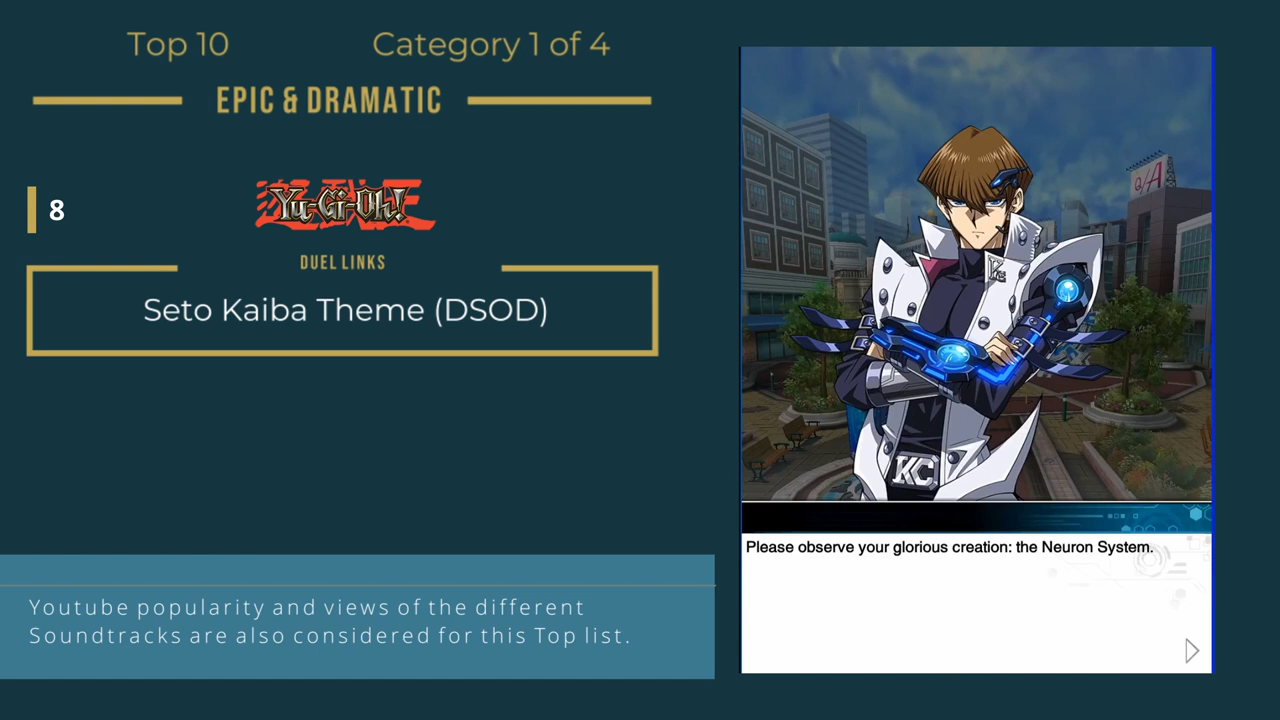 Top 10
Category 1 of 4
EPIC & DRAMATIC
8
Yu-Gi-Oh!
DUEL LINKS
Seto Kaiba Theme (DSOD)
Youtube popularity and views of the different
Soundtracks are also considered for this Top list.
KC
Please observe your glorious creation: the Neuron System.